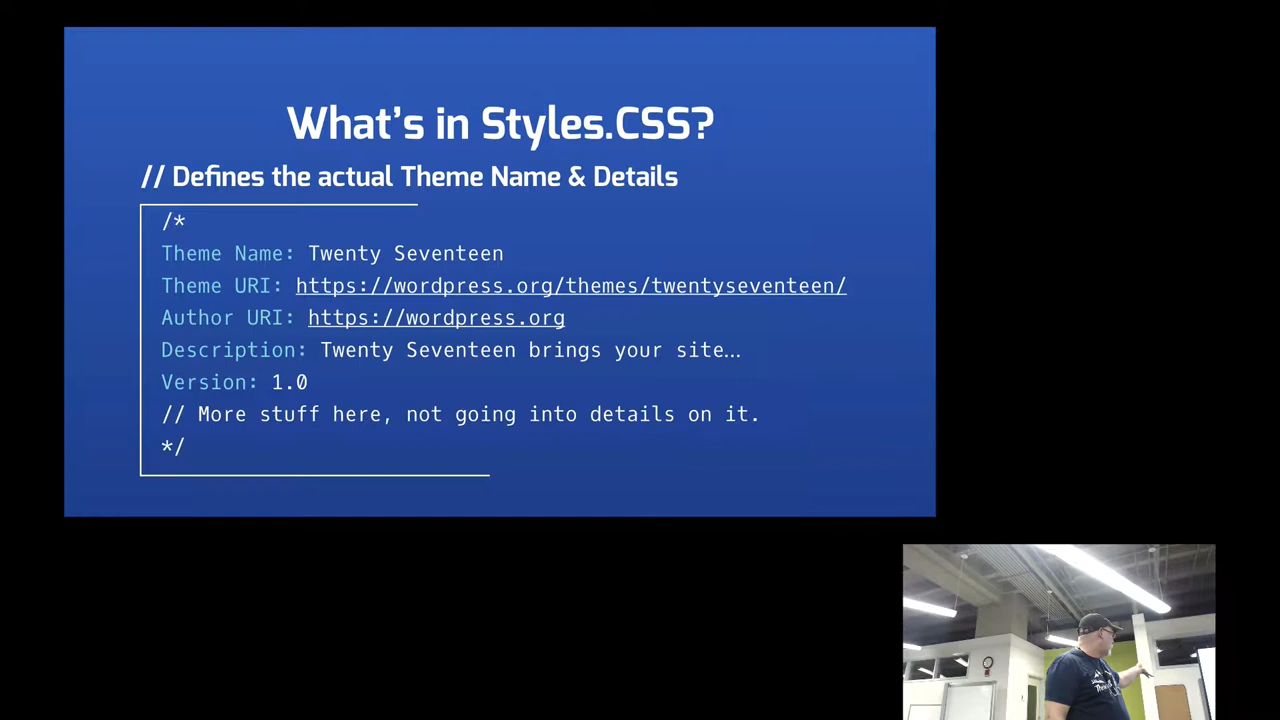 What's in Styles.CSS?
// Defines the actual Theme Name & Details
/*
Theme Name: Twenty Seventeen
Theme URI: https://wordpress.org/themes/twentyseventeen/
Author URI: https://wordpress.org
Description: Twenty Seventeen brings your site...
Version: 1.0
// More stuff here, not going into details on it.
*/